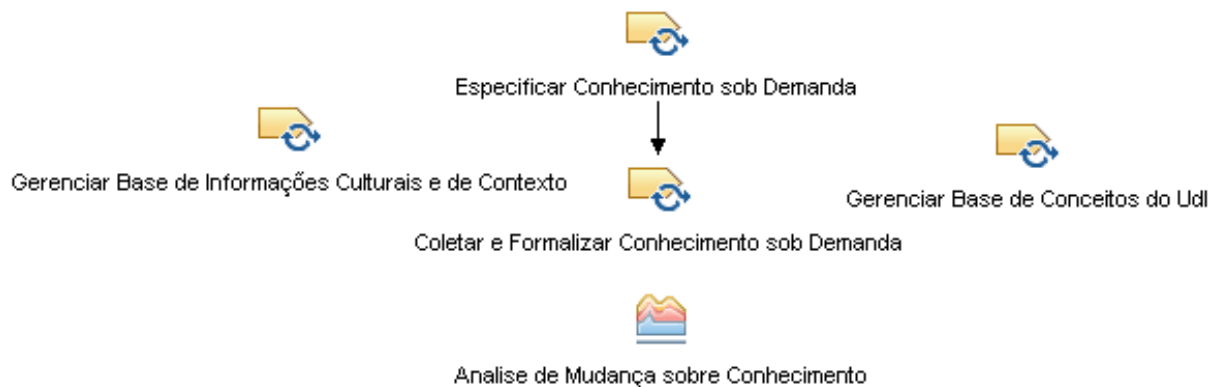 Especificar Conhecimento sob Demanda
Gerenciar Base de Informações Culturais e de Contexto
Gerenciar Base de Conceitos do UdI
Coletar e Formalizar Conhecimento sob Demanda
Analise de Mudança sobre Conhecimento